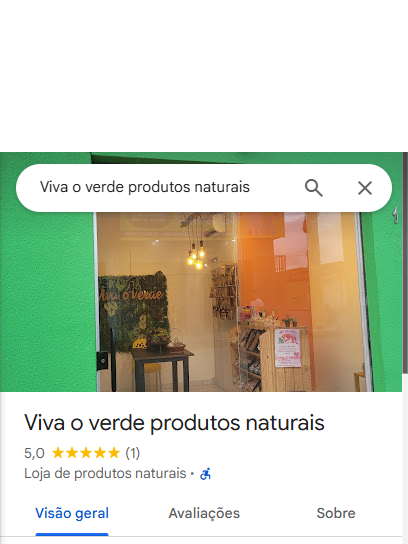 Viva o verde produtos naturais
viva o verde
Viva o verde produtos naturais
5,0 (1)
Loja de produtos naturais ·
Visão geral Avaliações Sobre